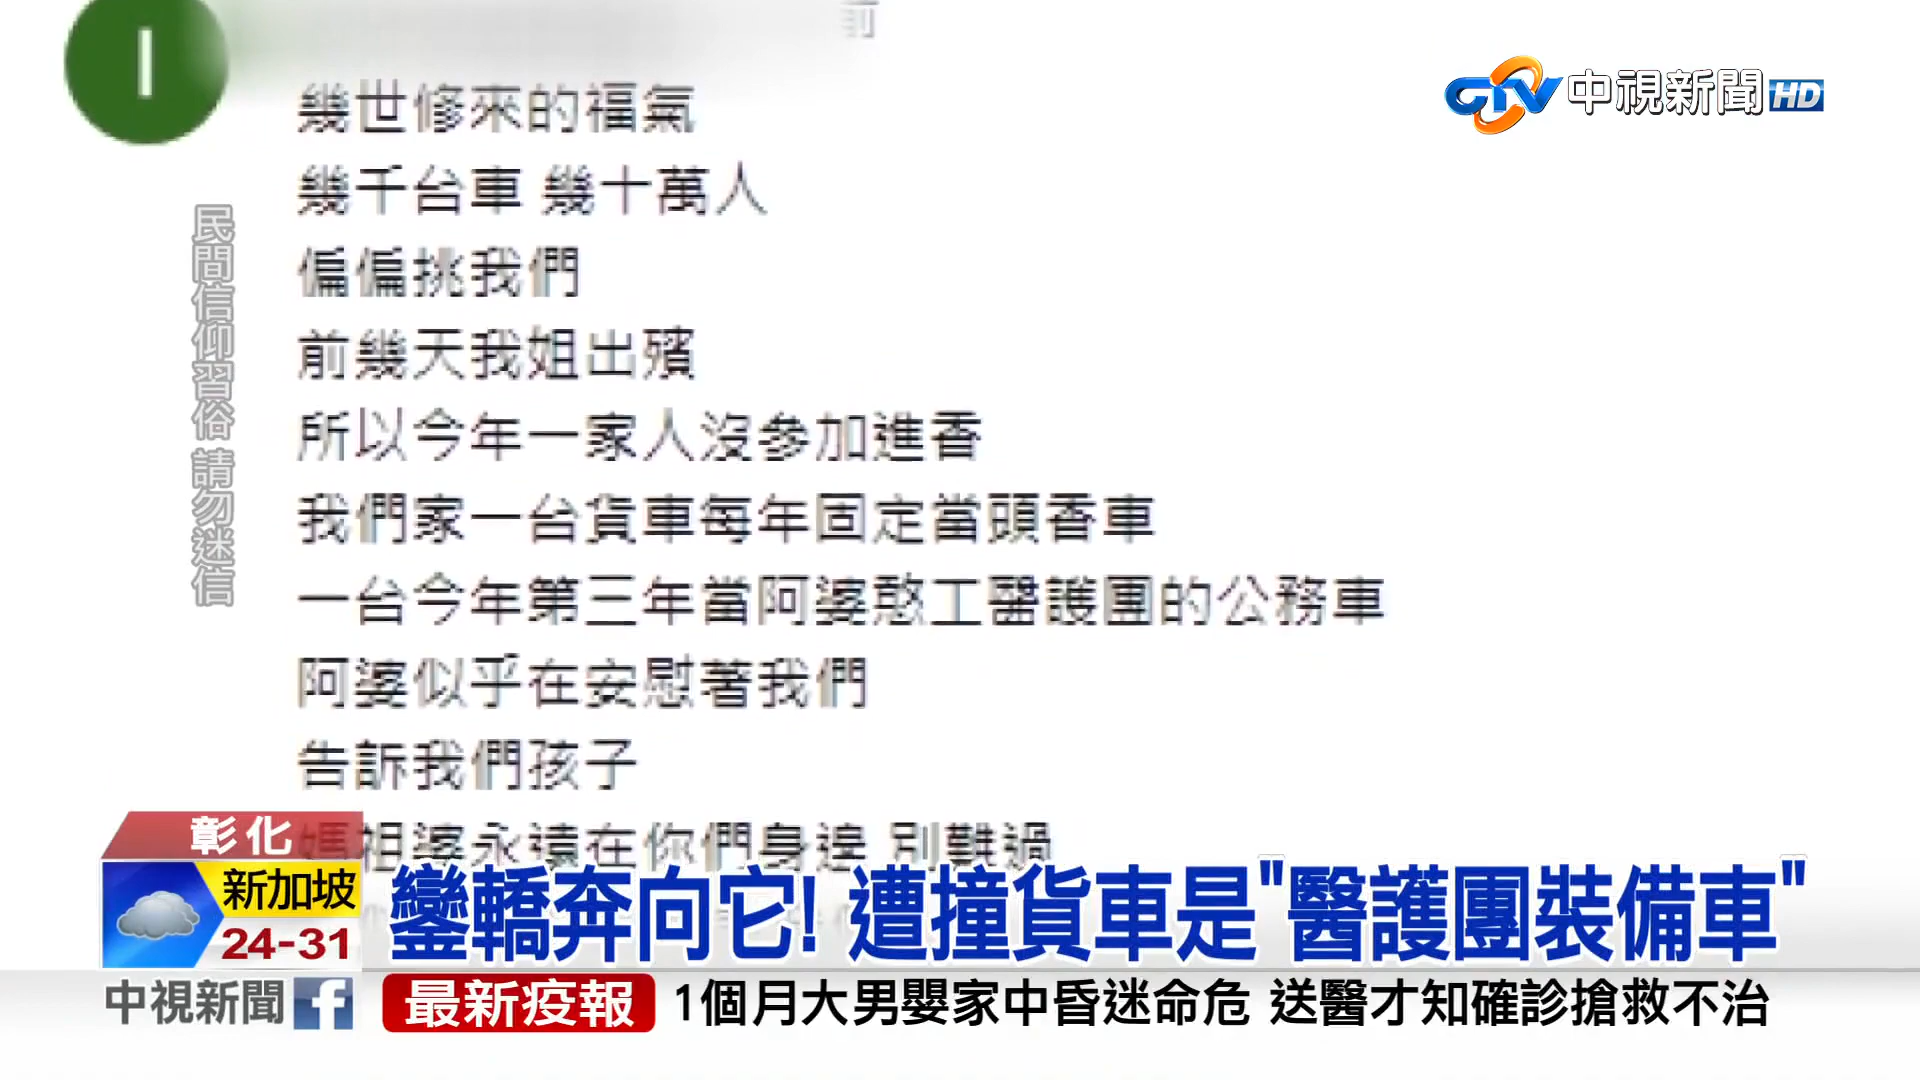 I
前
CTV 中視新聞 HD
幾世修來的福氣
幾千台車 幾十萬人
偏偏挑我們
前幾天我姐出殯
所以今年一家人沒參加進香
我們家一台貨車每年固定當頭香車
一台今年第三年當阿婆憨工醫護團的公務車
阿婆似乎在安慰著我們
告訴我們孩子
媽祖婆永遠在你們身邊 別難過
民間信仰習俗 請勿迷信
彰化
新加坡
24-31
鑾轎奔向它! 遭撞貨車是"醫護團裝備車"
中視新聞 f
最新疫報 1個月大男嬰家中昏迷命危 送醫才知確診搶救不治